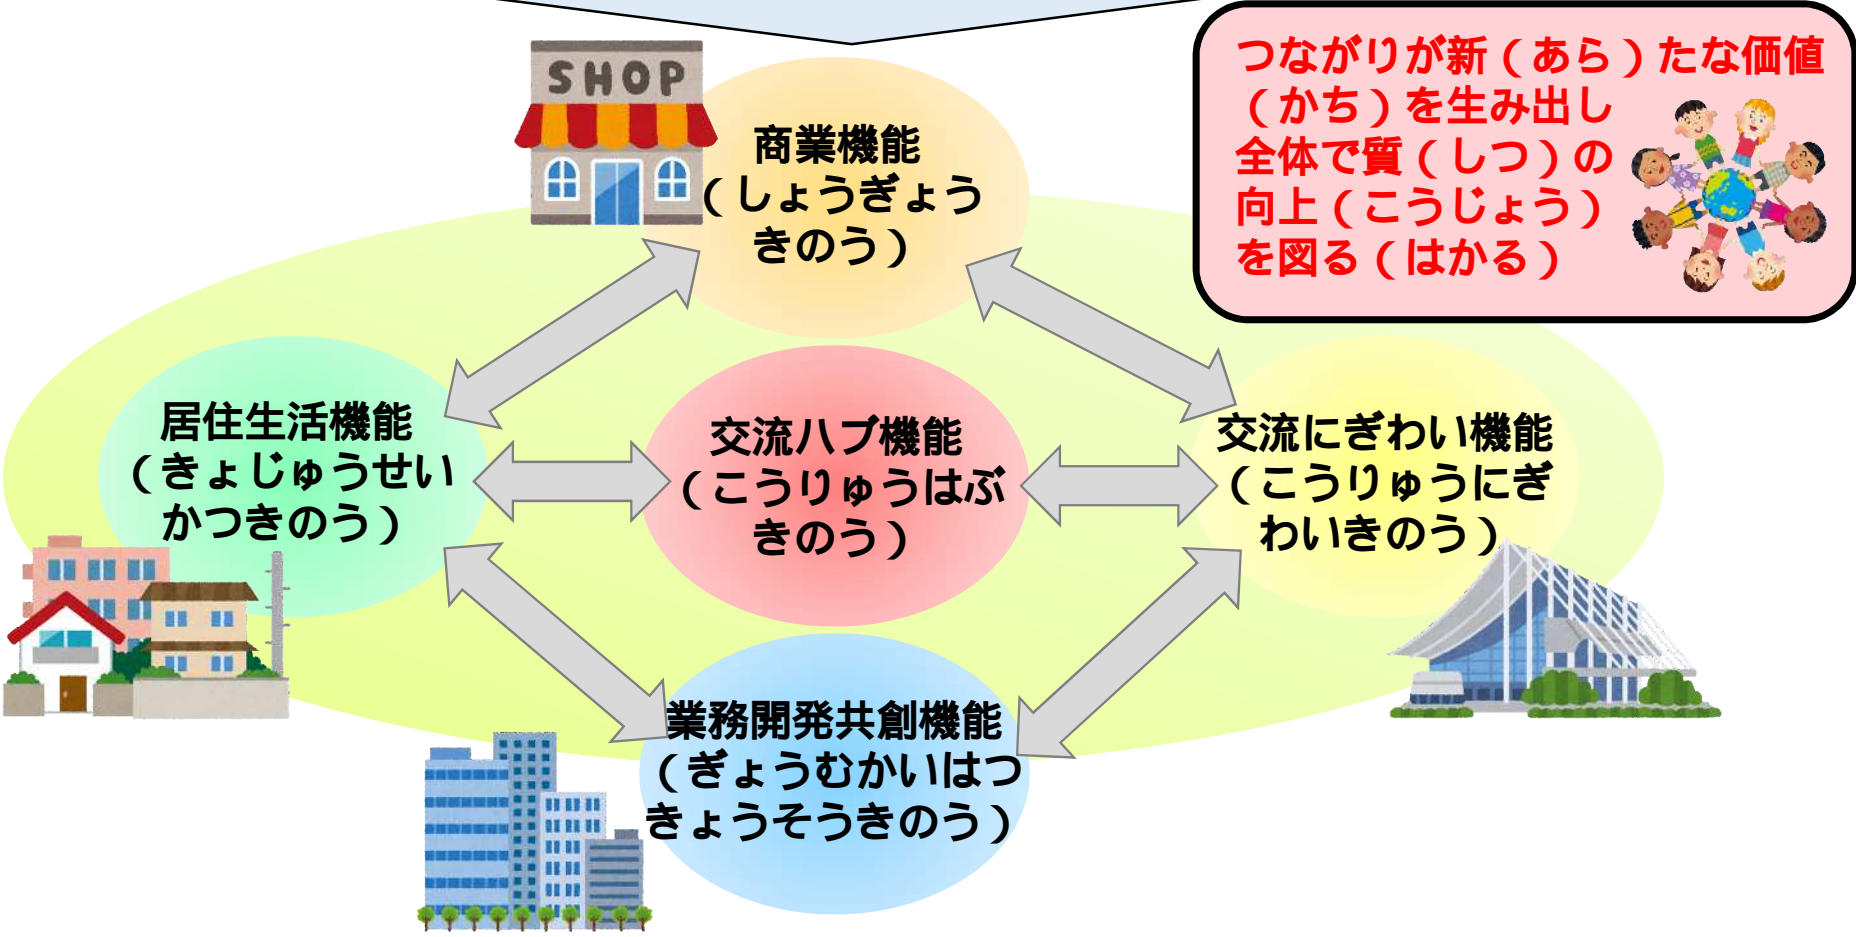 SHOP
商業機能
（しょうぎょう
きのう）
つながりが新（あら）たな価値
（かち）を生み出し
全体で質（しつ）の
向上（こうじょう）
を図る（はかる）
居住生活機能
（きょじゅうせい
かつきのう）
交流ハブ機能
（こうりゅうはぶ
きのう）
交流にぎわい機能
（こうりゅうにぎ
わいきのう）
業務開発共創機能
（ぎょうむかいはつ
きょうそうきのう）